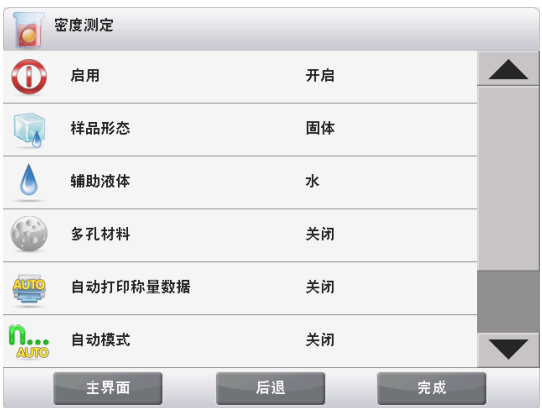 密度测定
启用 开启
样品形态 固体
辅助液体 水
多孔材料 关闭
AUTO 自动打印称量数据 关闭
n... AUTO 自动模式 关闭
主界面 后退 完成